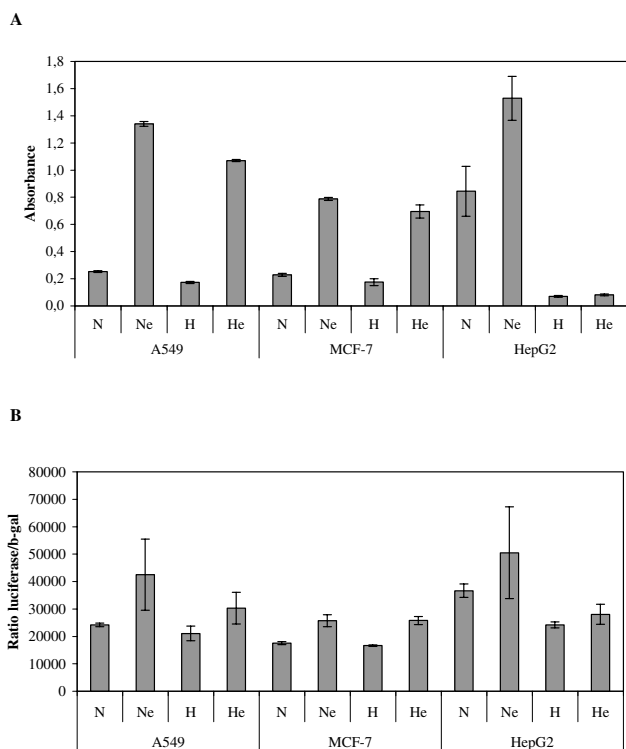 A
1,8
1,6
1,4
1,2
1,0
0,8
0,6
0,4
0,2
0,0
Absorbance
N Ne H He N Ne H He N Ne H He
A549 MCF-7 HepG2
B
80000
70000
60000
50000
40000
30000
20000
10000
0
Ratio luciferase/b-gal
N Ne H He N Ne H He N Ne H He
A549 MCF-7 HepG2